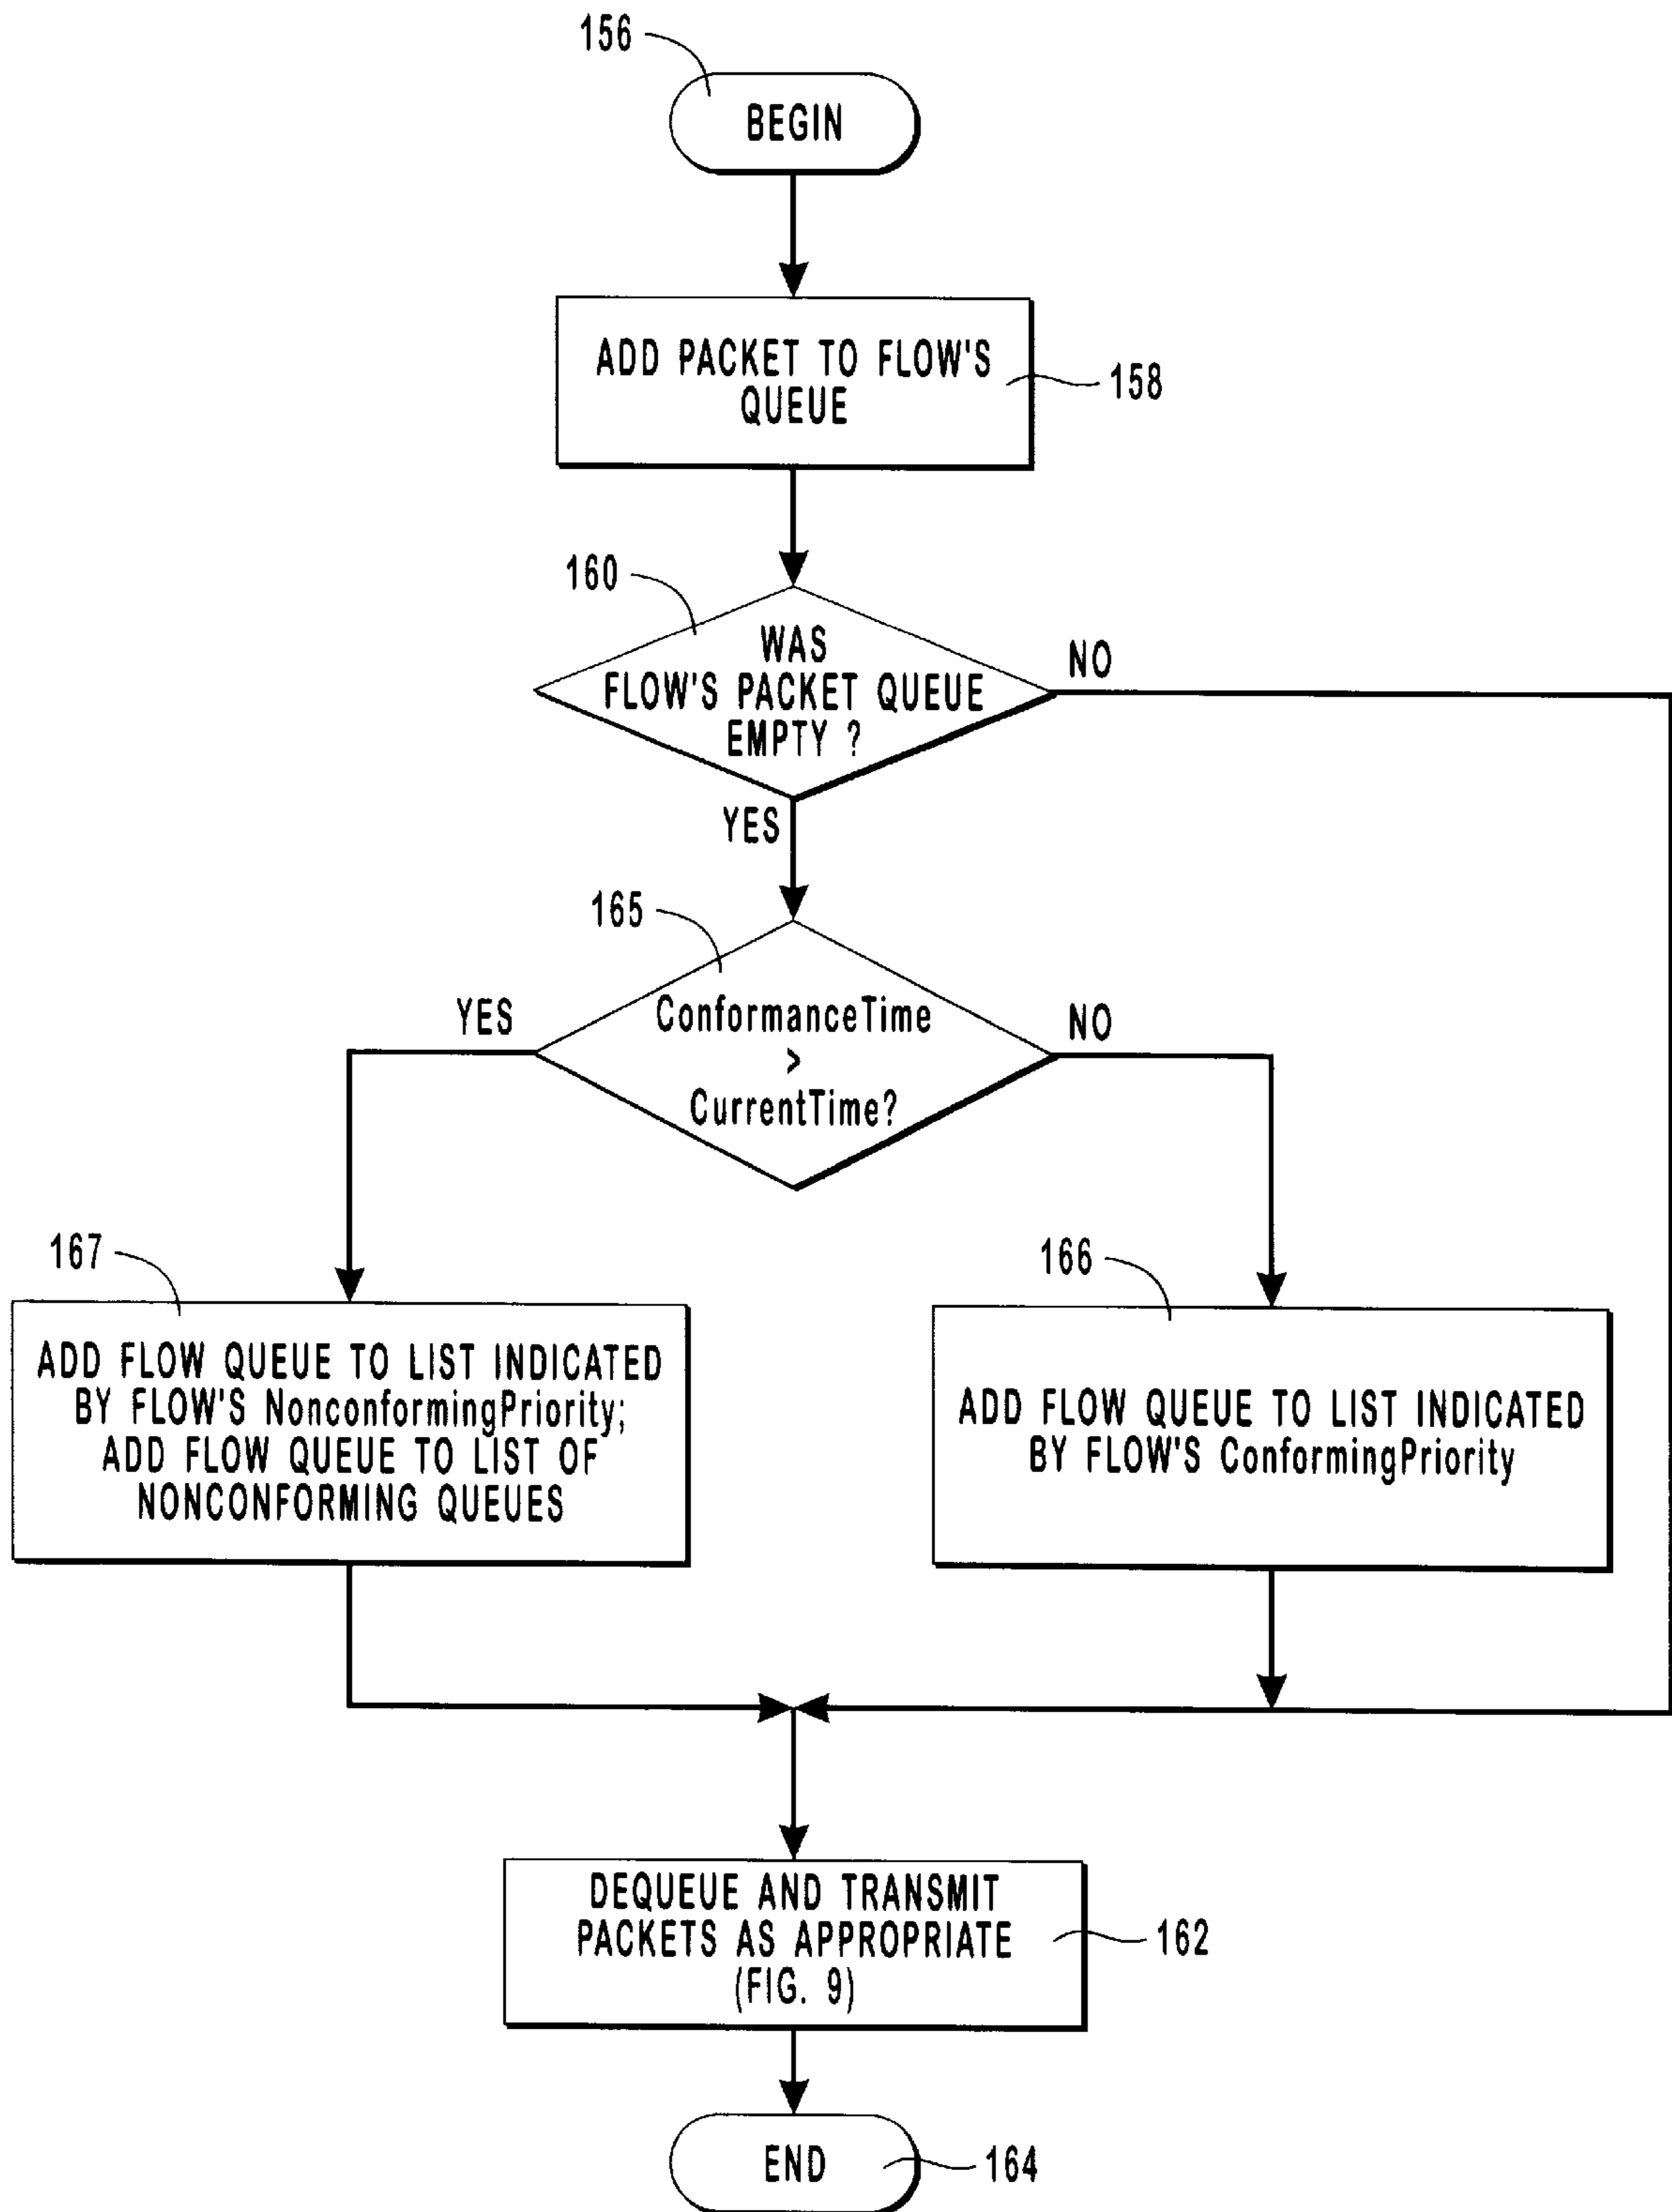 156
BEGIN
ADD PACKET TO FLOW'S
QUEUE
158
160
WAS
FLOW'S PACKET QUEUE
EMPTY ?
NO
YES
165
ConformanceTime
>
CurrentTime?
YES
NO
167
ADD FLOW QUEUE TO LIST INDICATED
BY FLOW'S NonconformingPriority;
ADD FLOW QUEUE TO LIST OF
NONCONFORMING QUEUES
166
ADD FLOW QUEUE TO LIST INDICATED
BY FLOW'S ConformingPriority
DEQUEUE AND TRANSMIT
PACKETS AS APPROPRIATE
(FIG. 9)
162
END
164